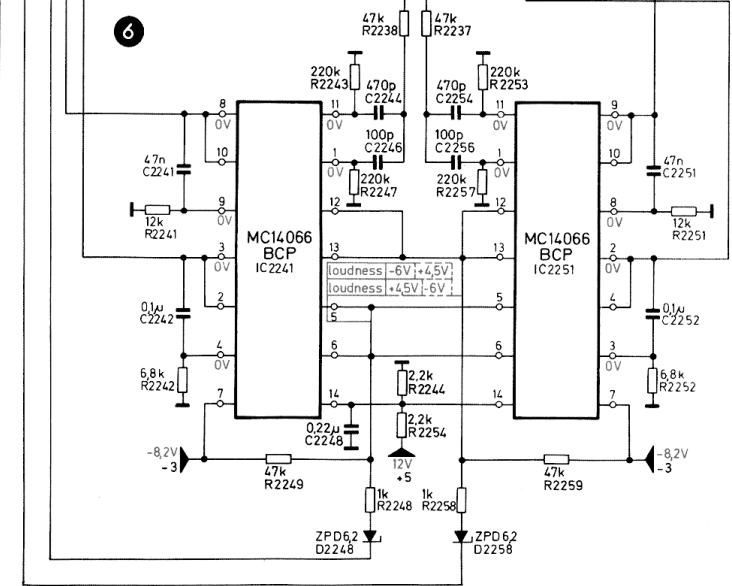 6
47k
R2238
47k
R2237
220k
R2243
470p
C2244
470p
C2254
220k
R2253
8
0V
11
0V
11
0V
9
0V
100p
C2246
100p
C2256
47n
C2241
10
1
0V
1
0V
10
47n
C2251
220k
R2247
220k
R2257
9
0V
12
12
8
0V
12k
R2241
12k
R2251
MC14066
BCP
IC2241
MC14066
BCP
IC2251
3
0V
13
13
2
0V
loudness -6V +4,5V
loudness +4,5V -6V
2
5
5
4
0,1µ
C2242
0,1µ
C2252
4
0V
6
6
3
0V
6,8k
R2242
2,2k
R2244
6,8k
R2252
7
14
14
7
0,22µ
C2248
2,2k
R2254
-8,2V
-3
12V
+5
-8,2V
-3
47k
R2249
47k
R2259
1k
R2248
1k
R2258
ZPD6,2
D2248
ZPD6,2
D2258